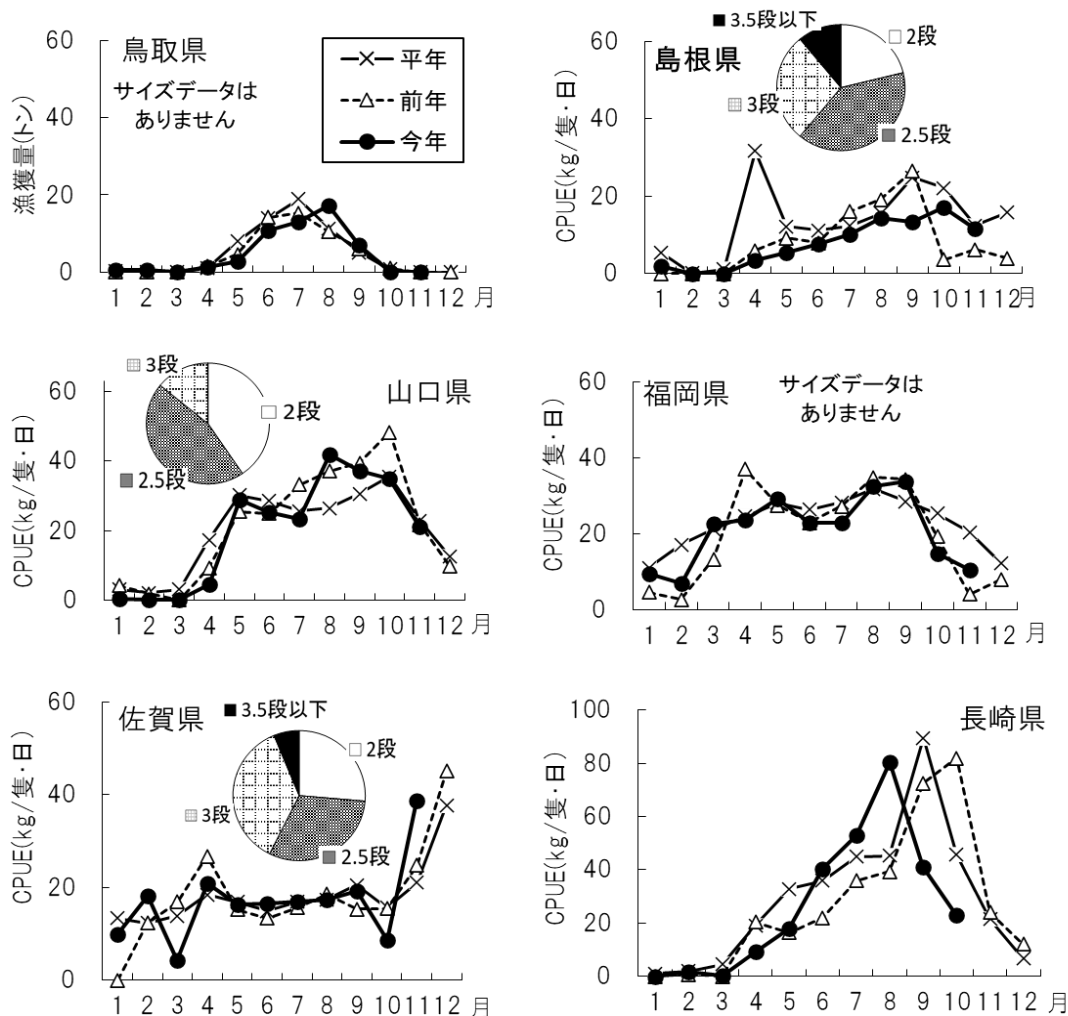 鳥取県
サイズデータは
ありません
平年
前年
今年
漁獲量(トン)
60
40
20
0
1 2 3 4 5 6 7 8 9 10 11 12 月
島根県
3.5段以下
2段
3段
2.5段
CPUE(kg/隻・日)
60
40
20
0
1 2 3 4 5 6 7 8 9 10 11 12月
山口県
3段
2段
2.5段
CPUE(kg/隻・日)
60
40
20
0
1 2 3 4 5 6 7 8 9 10 11 12 月
福岡県
サイズデータは
ありません
CPUE(kg/隻・日)
60
40
20
0
1 2 3 4 5 6 7 8 9 10 11 12 月
佐賀県
3.5段以下
2段
3段
2.5段
CPUE(kg/隻・日)
60
40
20
0
1 2 3 4 5 6 7 8 9 10 11 12 月
長崎県
CPUE(kg/隻・日)
100
80
60
40
20
0
1 2 3 4 5 6 7 8 9 10 11 12 月